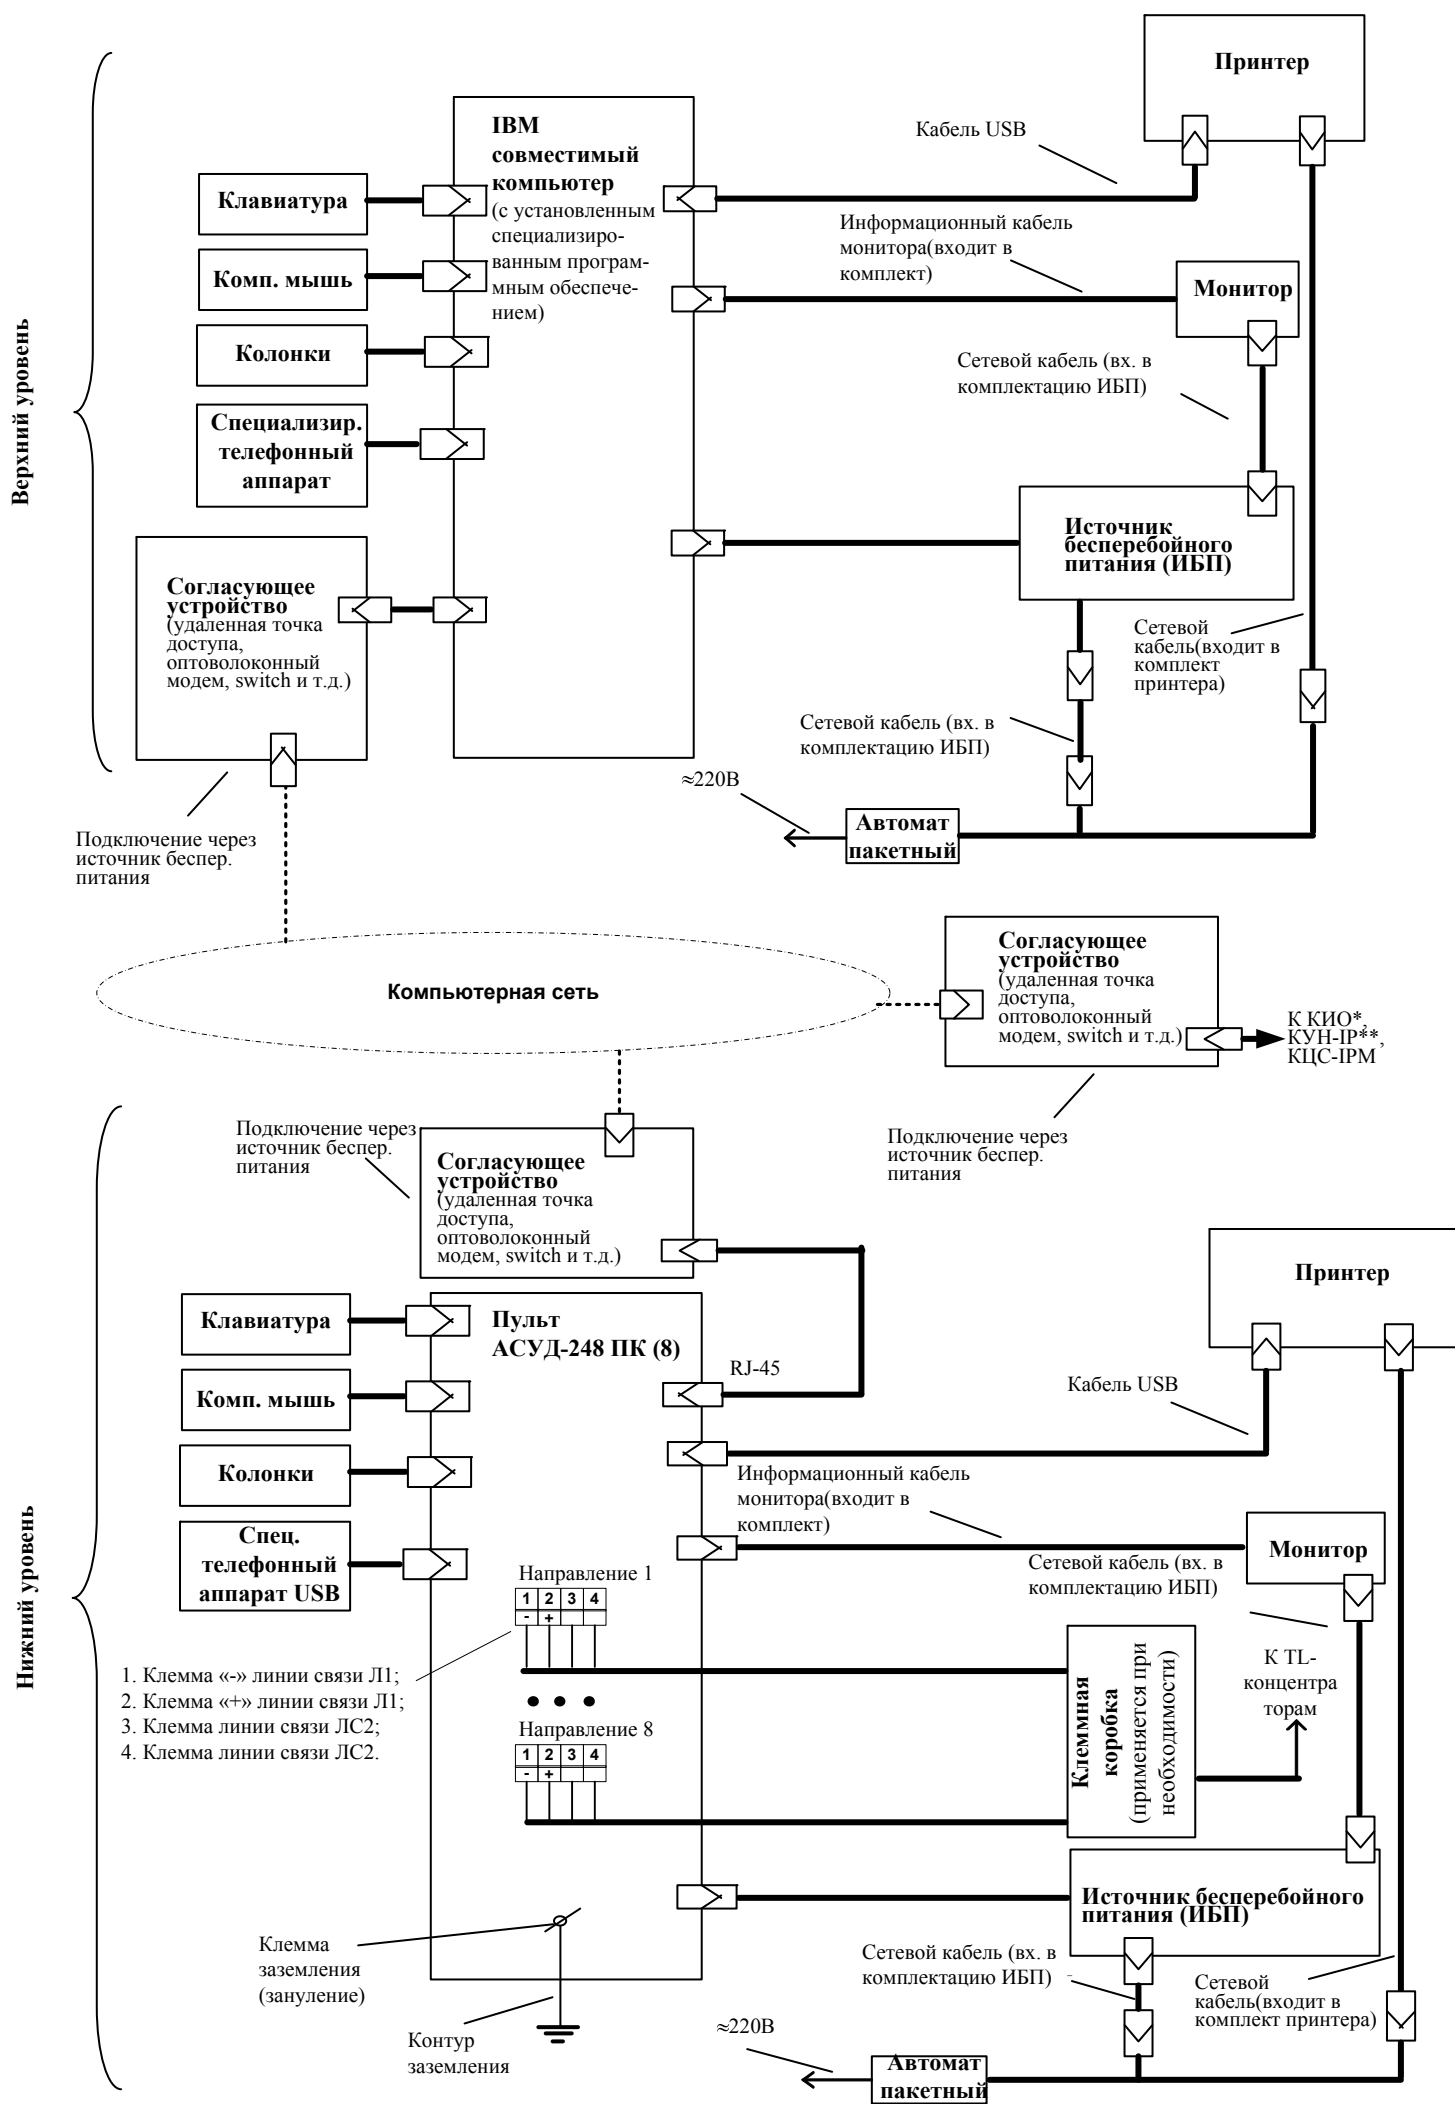 Верхний уровень
Принтер
IBM
совместимый
компьютер
(с установленным
специализиро-
ванным програм-
мным обеспече-
нием)
Кабель USB
Клавиатура
Информационный кабель
монитора(входит в
комплект)
Комп. мышь
Монитор
Колонки
Сетевой кабель (вх. в
комплектацию ИБП)
Специализир.
телефонный
аппарат
Источник
бесперебойного
питания (ИБП)
Согласующее
устройство
(удаленная точка
доступа,
оптоволоконный
модем, switch и т.д.)
Сетевой
кабель(входит в
комплект
принтера)
Сетевой кабель (вх. в
комплектацию ИБП)
≈220В
Автомат
пакетный
Подключение через
источник беспер.
питания
Компьютерная сеть
Согласующее
устройство
(удаленная точка
доступа,
оптоволоконный
модем, switch и т.д.)
К КИО*,
КУН-IP**,
КЦС-IPM
Подключение через
источник беспер.
питания
Нижний уровень
Подключение через
источник беспер.
питания
Согласующее
устройство
(удаленная точка
доступа,
оптоволоконный
модем, switch и т.д.)
Принтер
Клавиатура
Пульт
АСУД-248 ПК (8)
RJ-45
Кабель USB
Комп. мышь
Колонки
Информационный кабель
монитора(входит в
комплект)
Спец.
телефонный
аппарат USB
Монитор
Сетевой кабель (вх. в
комплектацию ИБП)
Направление 1
1 2 3 4
- +
1. Клемма «-» линии связи Л1;
2. Клемма «+» линии связи Л1;
3. Клемма линии связи ЛС2;
4. Клемма линии связи ЛС2.
Направление 8
1 2 3 4
- +
Клеммная
коробка
(применяется при
необходимости)
К TL-
концентра
торам
Источник бесперебойного
питания (ИБП)
Клемма
заземления
(зануление)
Сетевой кабель (вх. в
комплектацию ИБП)
Сетевой
кабель(входит в
комплект принтера)
Контур
заземления
≈220В
Автомат
пакетный